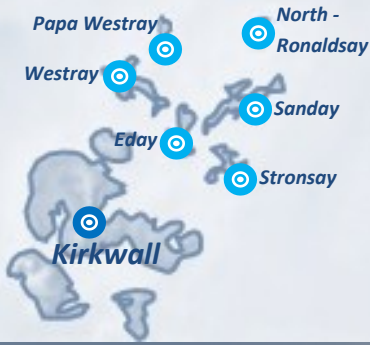 Papa Westray
North -
Ronaldsay
Westray
Sanday
Eday
Stronsay
Kirkwall